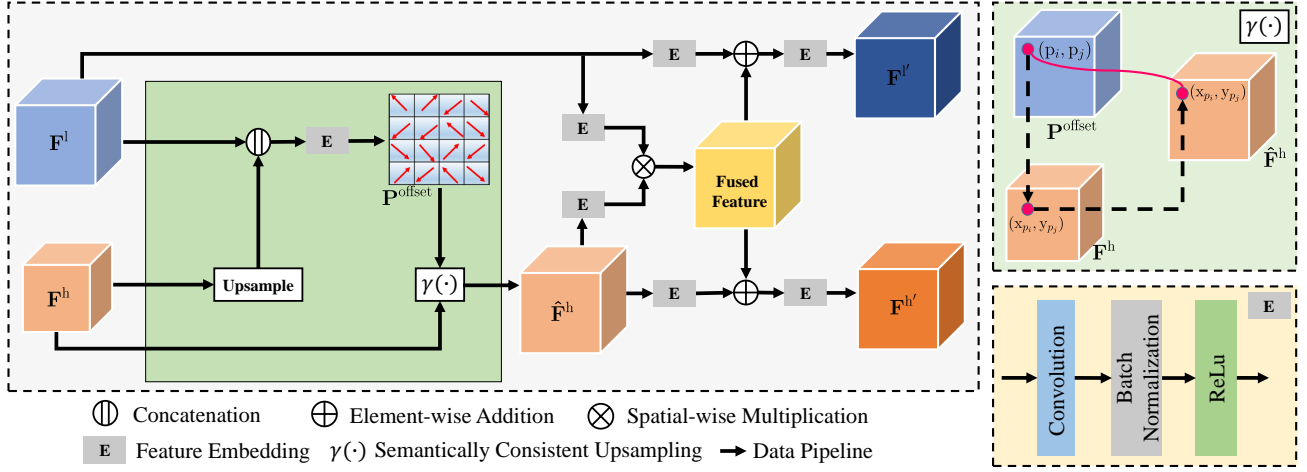 F^l
E
E
F^l′
E
E
P^offset
E
Fused
Feature
F^h
Upsample
γ(·)
F̂^h
E
E
F^h′
γ(·)
(p_i, p_j)
(x_{p_i}, y_{p_j})
P^offset
F̂^h
(x_{p_i}, y_{p_j})
F^h
E
Convolution
Batch
Normalization
ReLu
Concatenation
Element-wise Addition
Spatial-wise Multiplication
E Feature Embedding
γ(·) Semantically Consistent Upsampling
Data Pipeline